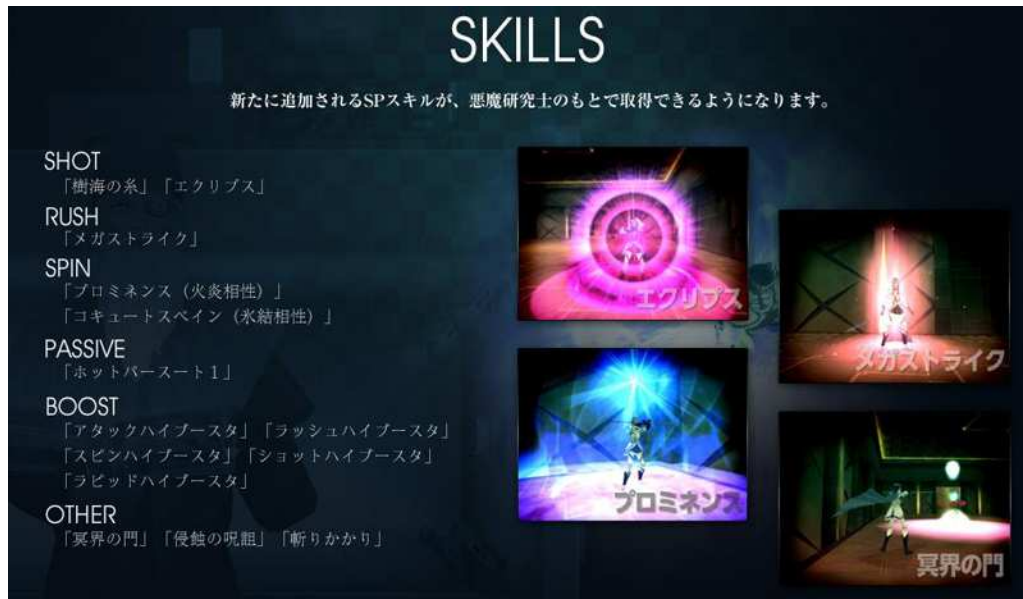 SKILLS
新たに追加されるSPスキルが、悪魔研究士のもとで取得できるようになります。
SHOT
「樹海の糸」「エクリプス」
RUSH
「メガストライク」
SPIN
「プロミネンス（火炎相性）」
「コキュートスペイン（氷結相性）」
PASSIVE
「ホットパースート１」
BOOST
「アタックハイブースタ」「ラッシュハイブースタ」
「スピンハイブースタ」「ショットハイブースタ」
「ラピッドハイブースタ」
OTHER
「冥界の門」「侵蝕の呪詛」「斬りかかり」
エクリプス
メガストライク
プロミネンス
冥界の門